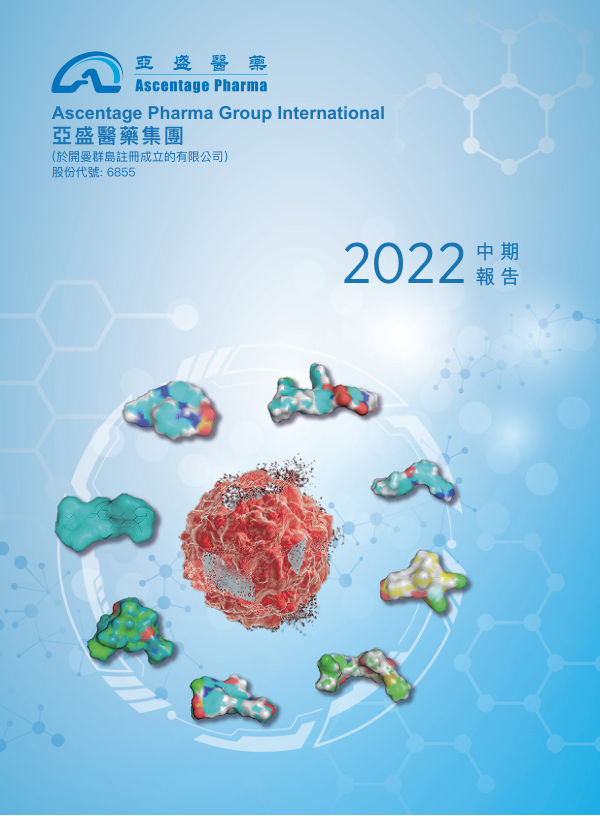 亞盛醫藥
Ascentage Pharma
Ascentage Pharma Group International
亞盛醫藥集團
(於開曼群島註冊成立的有限公司)
股份代號: 6855
2022 中期
報告